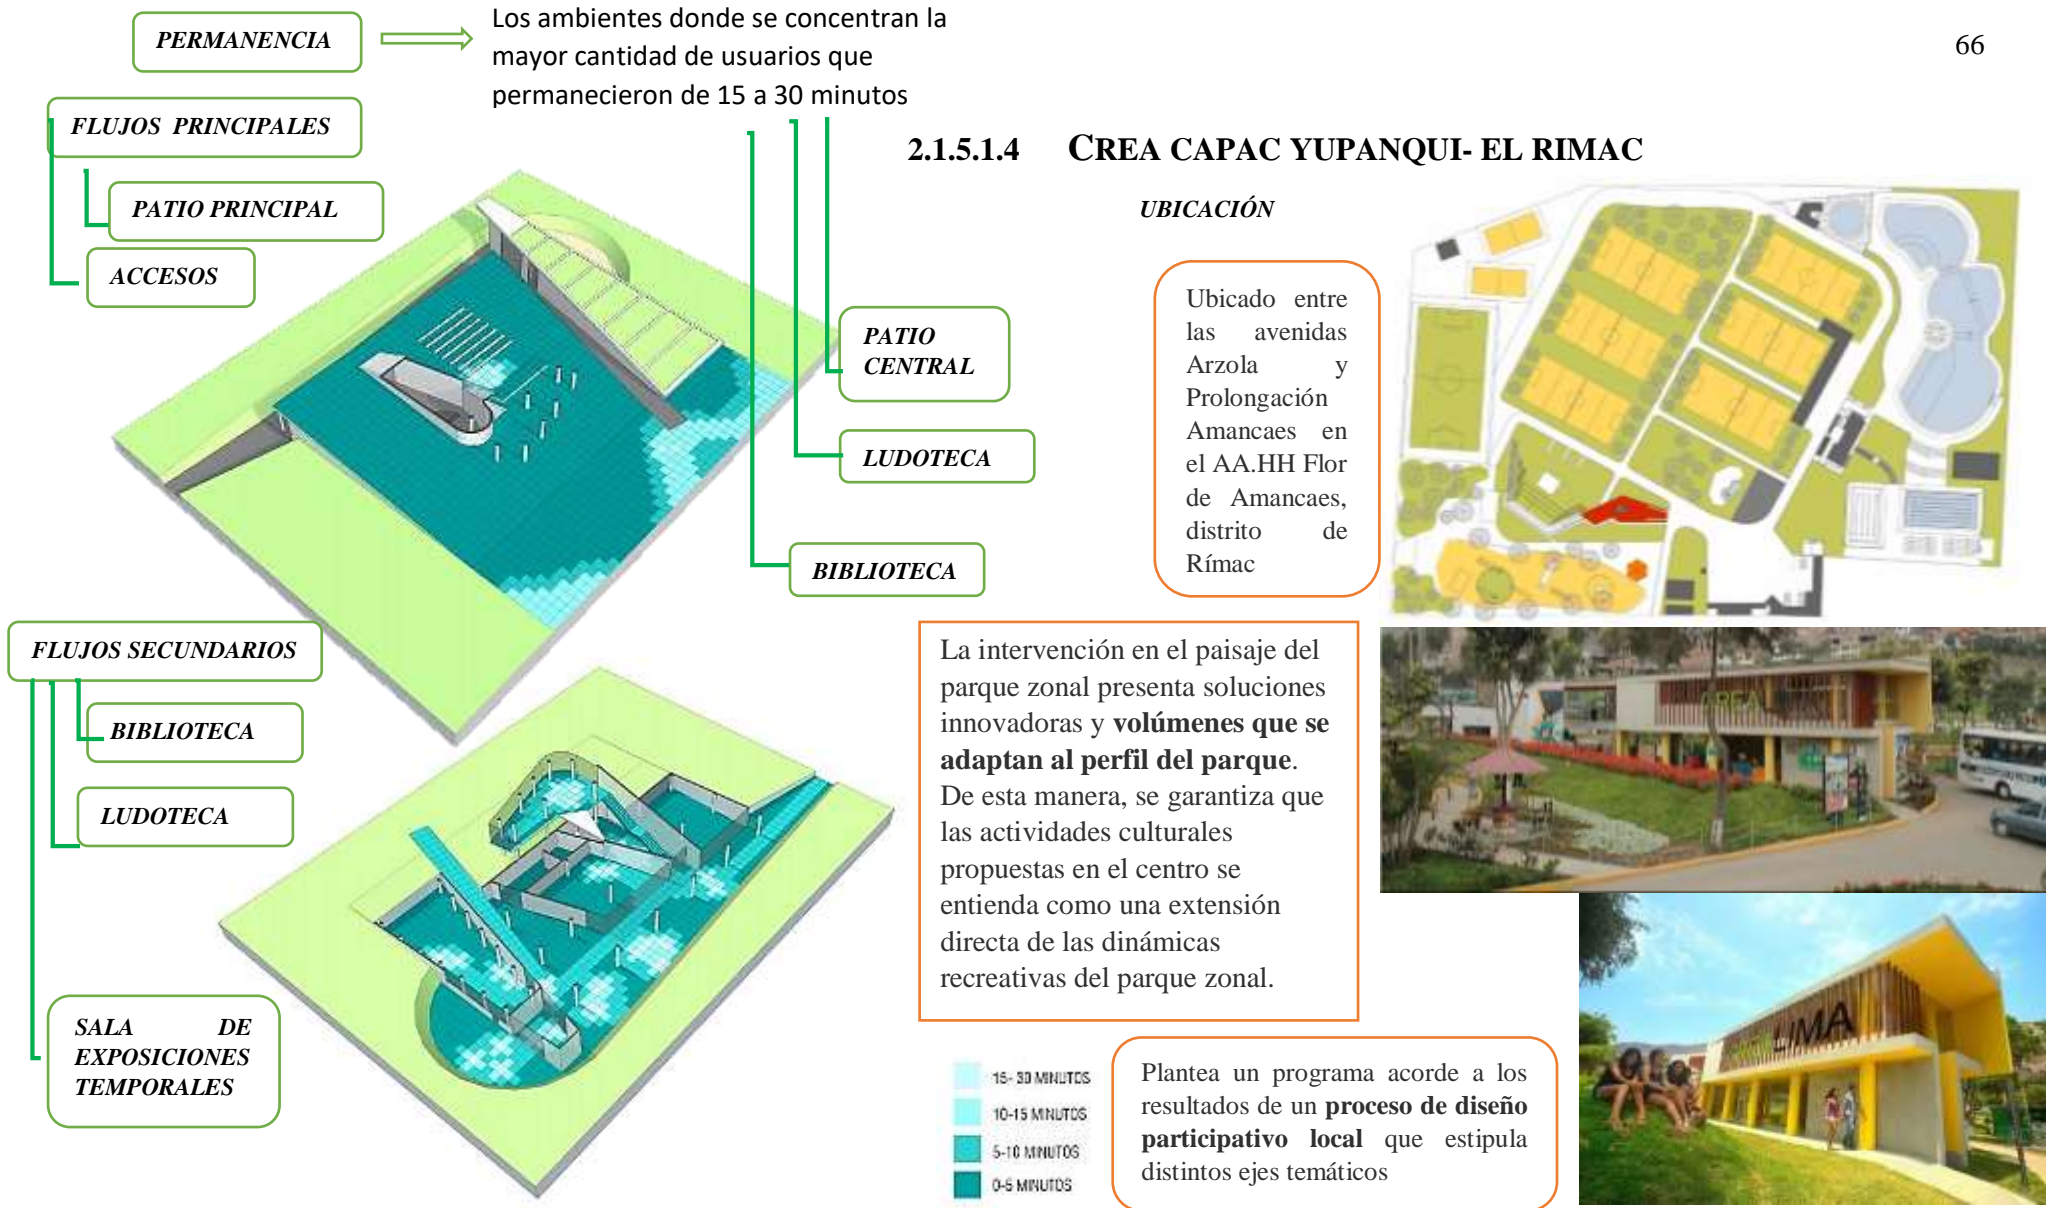 66
PERMANENCIA
Los ambientes donde se concentran la
mayor cantidad de usuarios que
permanecieron de 15 a 30 minutos
FLUJOS PRINCIPALES
PATIO PRINCIPAL
ACCESOS
PATIO
CENTRAL
LUDOTECA
BIBLIOTECA
FLUJOS SECUNDARIOS
BIBLIOTECA
LUDOTECA
SALA DE
EXPOSICIONES
TEMPORALES
2.1.5.1.4 CREA CAPAC YUPANQUI- EL RIMAC
UBICACIÓN
Ubicado entre
las avenidas
Arzola y
Prolongación
Amancaes en
el AA.HH Flor
de Amancaes,
distrito de
Rímac
La intervención en el paisaje del
parque zonal presenta soluciones
innovadoras y volúmenes que se
adaptan al perfil del parque.
De esta manera, se garantiza que
las actividades culturales
propuestas en el centro se
entienda como una extensión
directa de las dinámicas
recreativas del parque zonal.
15- 30 MINUTOS
10-15 MINUTOS
5-10 MINUTOS
0-5 MINUTOS
Plantea un programa acorde a los
resultados de un proceso de diseño
participativo local que estipula
distintos ejes temáticos
CREA
LIMA